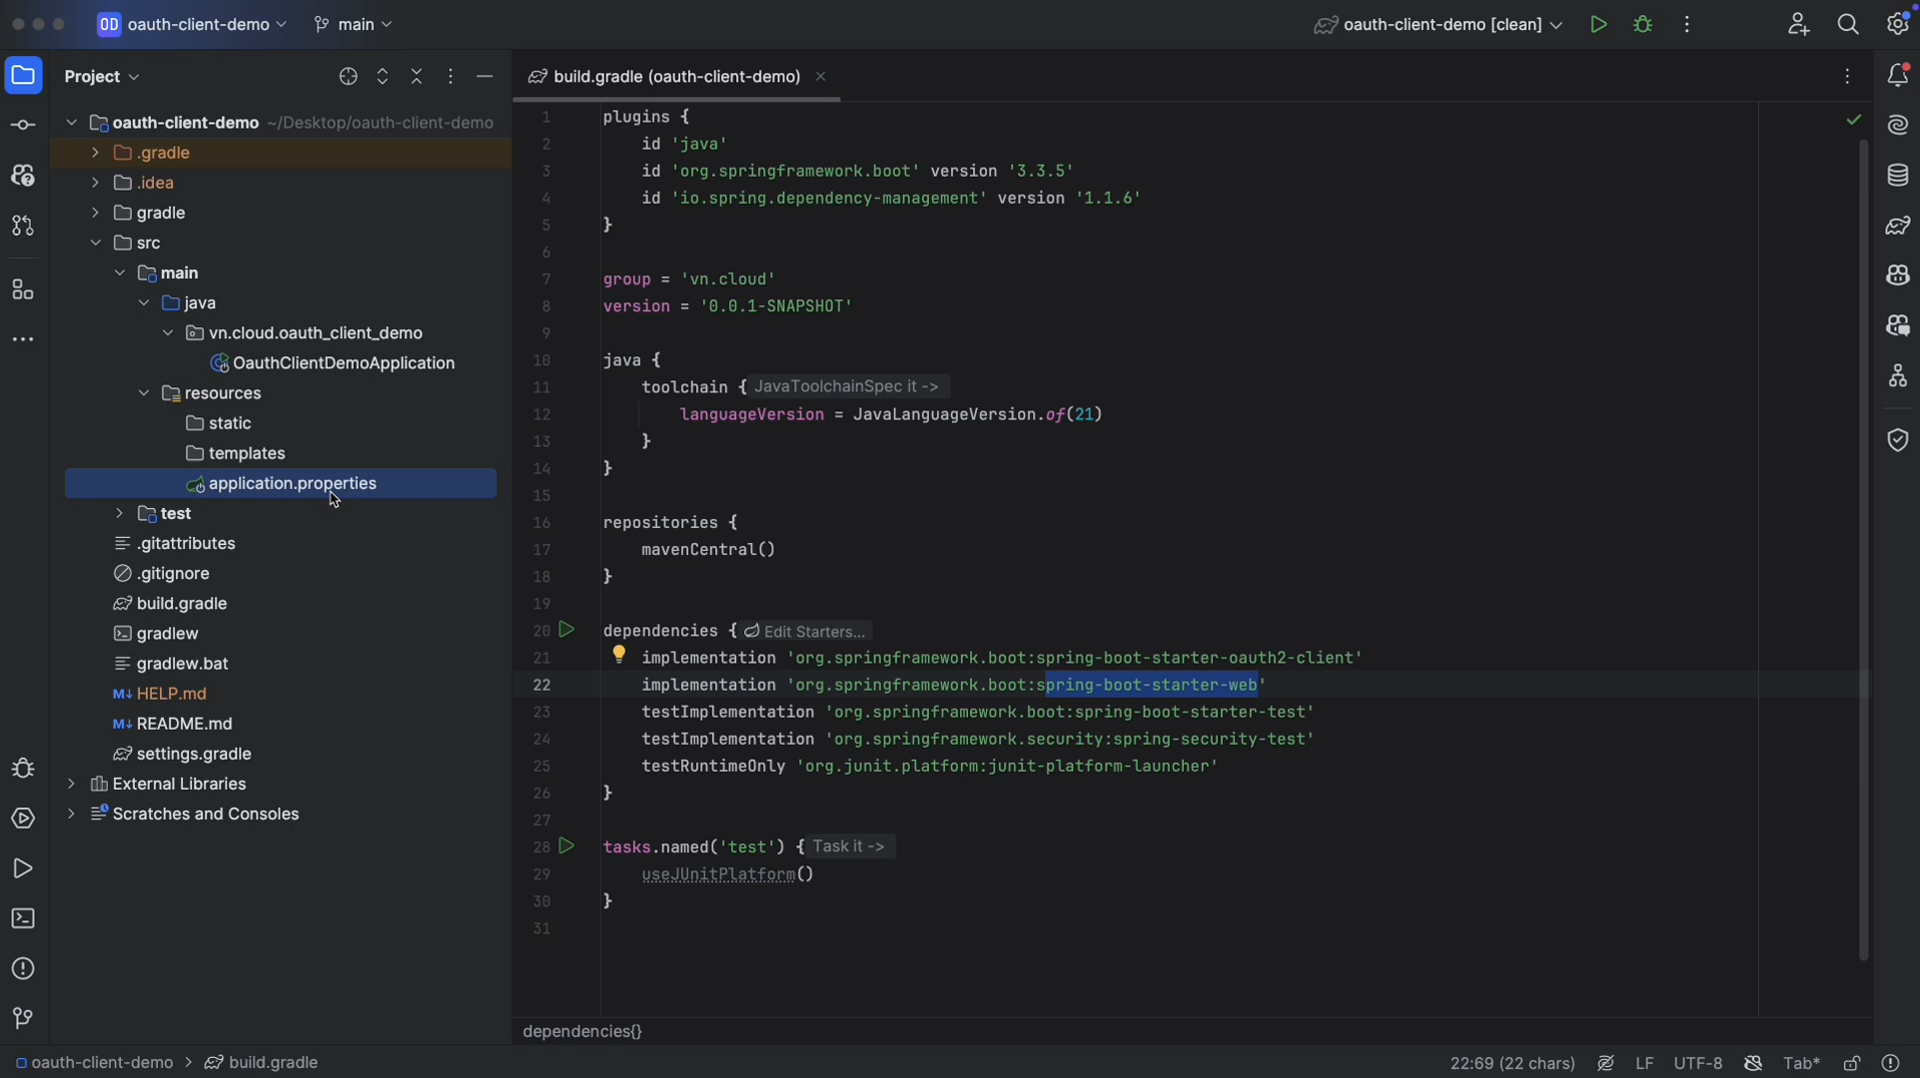 OD oauth-client-demo main oauth-client-demo [clean]
Project
build.gradle (oauth-client-demo)
oauth-client-demo ~/Desktop/oauth-client-demo
.gradle
.idea
gradle
src
main
java
vn.cloud.oauth_client_demo
OauthClientDemoApplication
resources
static
templates
application.properties
test
.gitattributes
.gitignore
build.gradle
gradlew
gradlew.bat
M↓ HELP.md
M↓ README.md
settings.gradle
External Libraries
Scratches and Consoles
1 plugins {
2 id 'java'
3 id 'org.springframework.boot' version '3.3.5'
4 id 'io.spring.dependency-management' version '1.1.6'
5 }
6
7 group = 'vn.cloud'
8 version = '0.0.1-SNAPSHOT'
9
10 java {
11 toolchain { JavaToolchainSpec it ->
12 languageVersion = JavaLanguageVersion.of(21)
13 }
14 }
15
16 repositories {
17 mavenCentral()
18 }
19
20 dependencies { Edit Starters...
21 implementation 'org.springframework.boot:spring-boot-starter-oauth2-client'
22 implementation 'org.springframework.boot:spring-boot-starter-web'
23 testImplementation 'org.springframework.boot:spring-boot-starter-test'
24 testImplementation 'org.springframework.security:spring-security-test'
25 testRuntimeOnly 'org.junit.platform:junit-platform-launcher'
26 }
27
28 tasks.named('test') { Task it ->
29 useJUnitPlatform()
30 }
31
dependencies{}
oauth-client-demo > build.gradle
22:69 (22 chars) LF UTF-8 Tab*